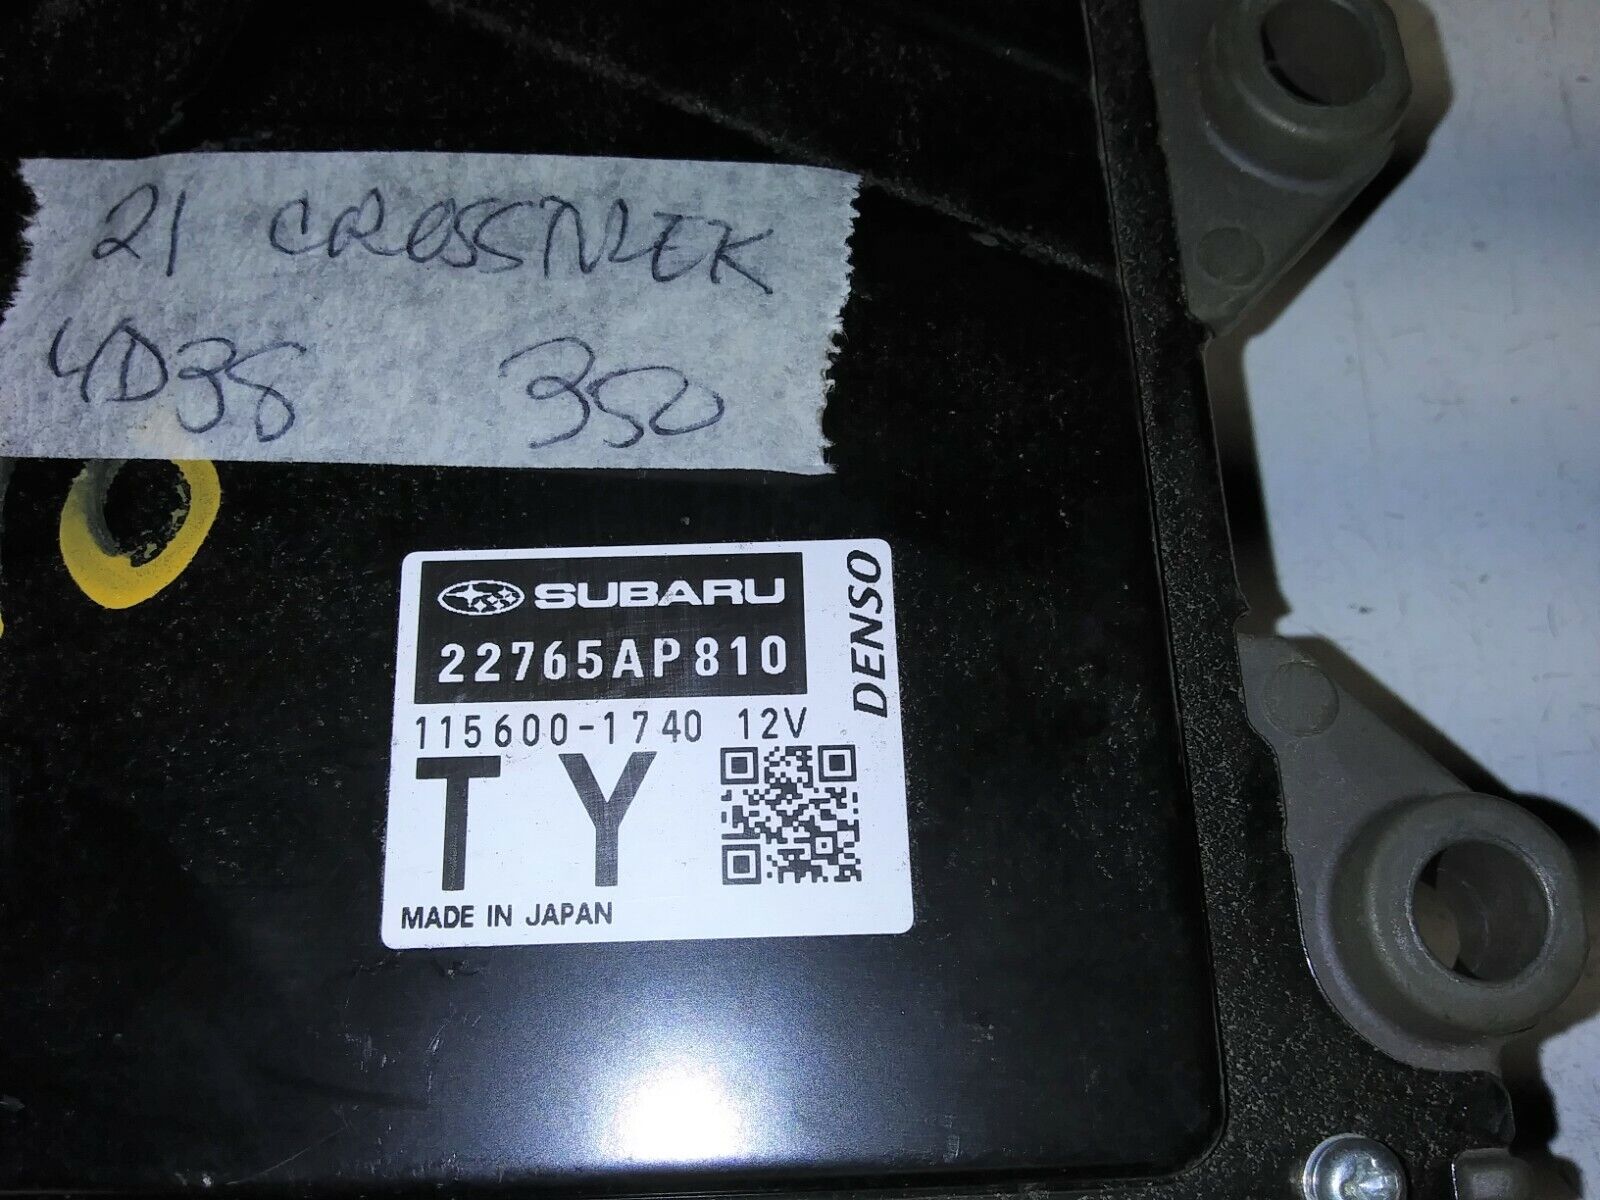 21 CROSSTREK
4D38 350
SUBARU
22765AP810
DENSO
115600-1740 12V
TY
MADE IN JAPAN